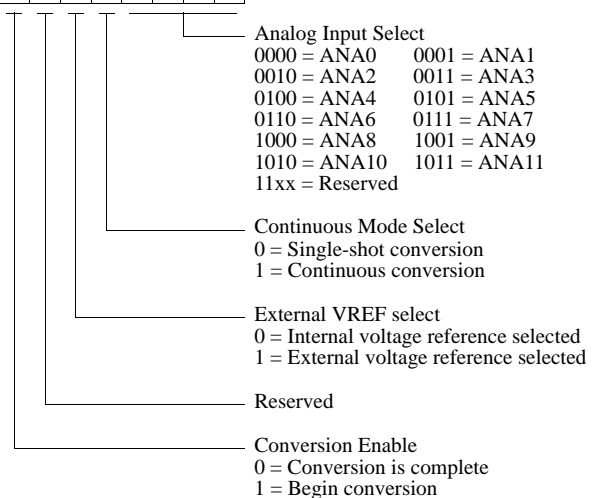 Analog Input Select
0000 = ANA0 0001 = ANA1
0010 = ANA2 0011 = ANA3
0100 = ANA4 0101 = ANA5
0110 = ANA6 0111 = ANA7
1000 = ANA8 1001 = ANA9
1010 = ANA10 1011 = ANA11
11xx = Reserved
Continuous Mode Select
0 = Single-shot conversion
1 = Continuous conversion
External VREF select
0 = Internal voltage reference selected
1 = External voltage reference selected
Reserved
Conversion Enable
0 = Conversion is complete
1 = Begin conversion